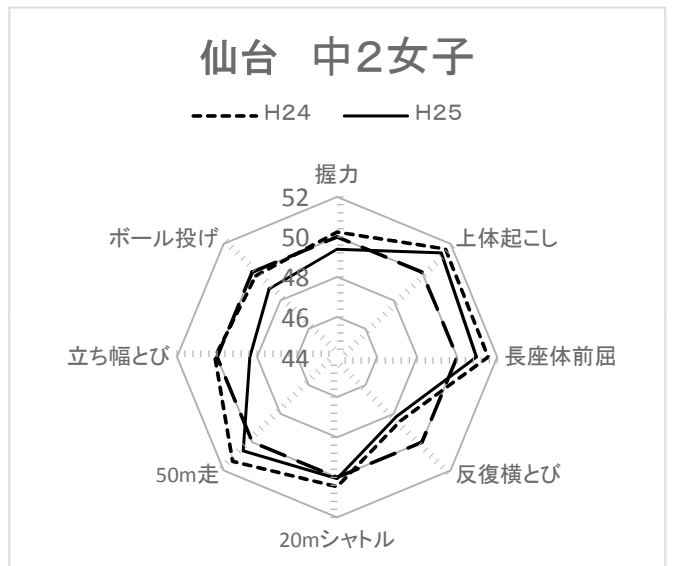 仙台　中２女子
H24 H25
握力
52
ボール投げ 50 上体起こし
48
46
立ち幅とび 44 長座体前屈
50m走 反復横とび
20mシャトル